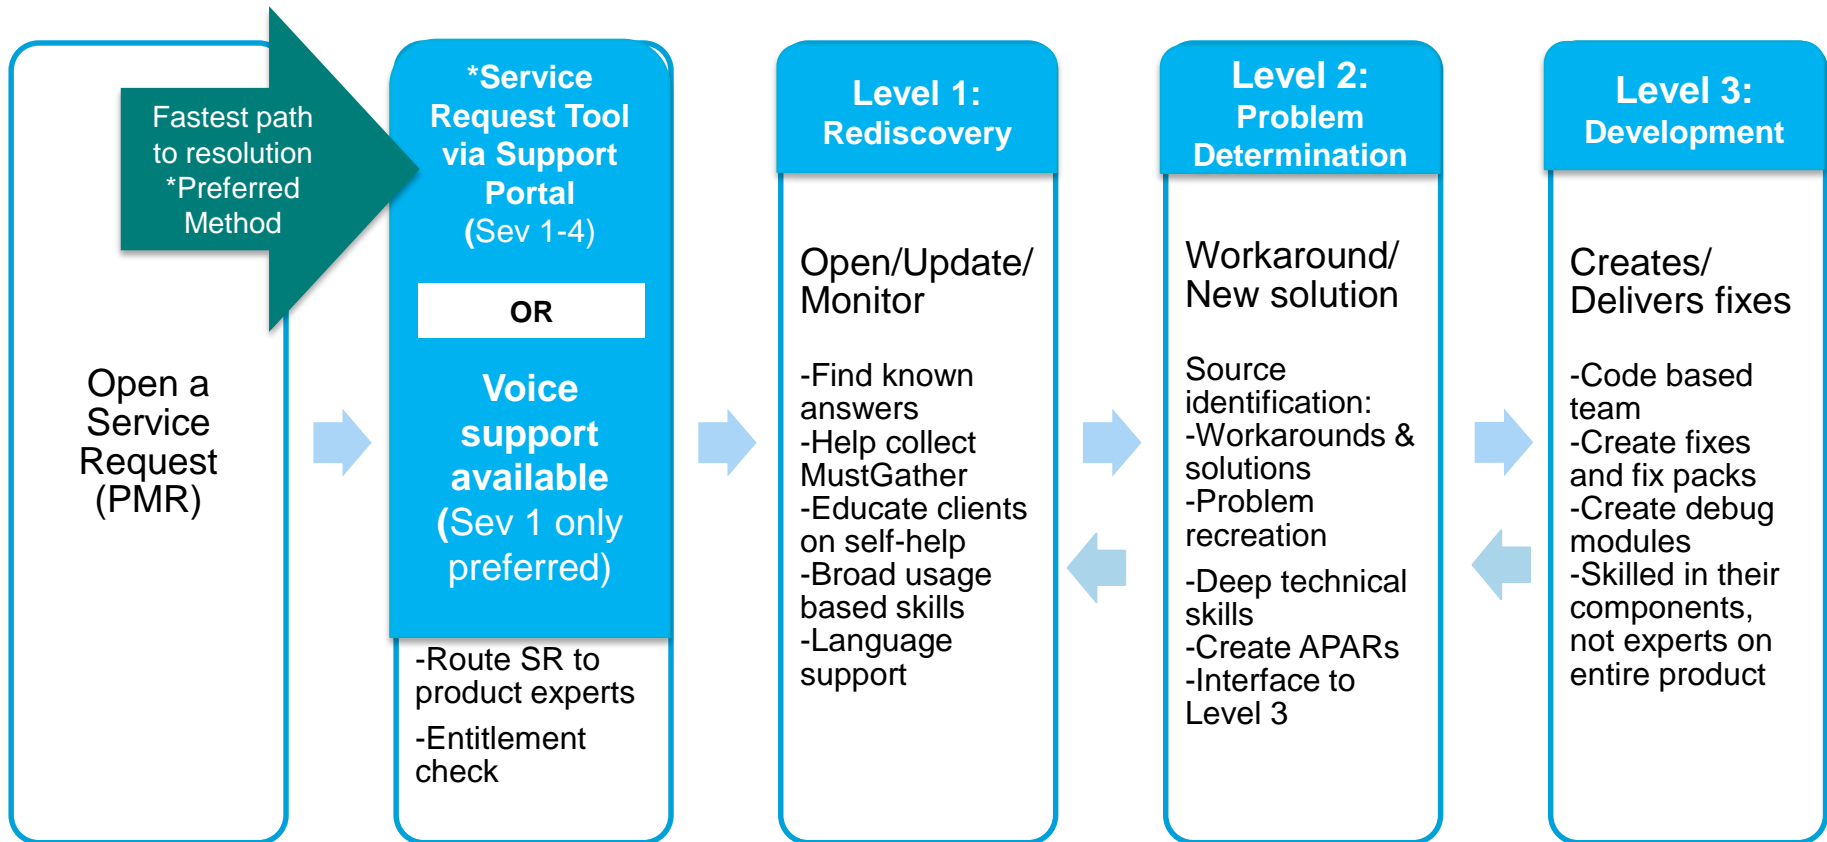 Fastest path
to resolution
*Preferred
Method
Open a
Service
Request
(PMR)
*Service
Request Tool
via Support
Portal
(Sev 1-4)
OR
Voice
support
available
(Sev 1 only
preferred)
-Route SR to
product experts
-Entitlement
check
Level 1:
Rediscovery
Open/Update/
Monitor
-Find known
answers
-Help collect
MustGather
-Educate clients
on self-help
-Broad usage
based skills
-Language
support
Level 2:
Problem
Determination
Workaround/
New solution
Source
identification:
-Workarounds &
solutions
-Problem
recreation
-Deep technical
skills
-Create APARs
-Interface to
Level 3
Level 3:
Development
Creates/
Delivers fixes
-Code based
team
-Create fixes
and fix packs
-Create debug
modules
-Skilled in their
components,
not experts on
entire product